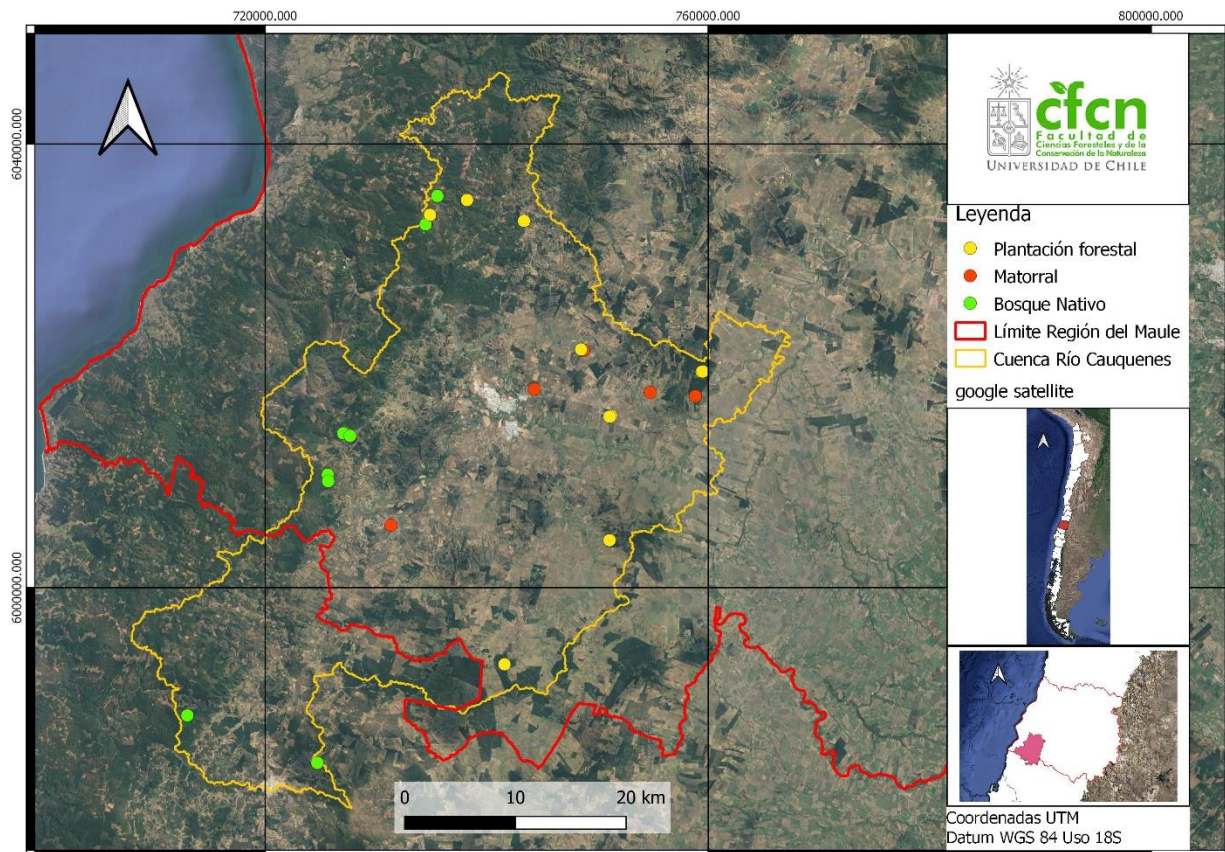 720000.000
760000.000
800000.000
6040000.000
6000000.000
cfcn
Facultad de
Ciencias Forestales y de la
Conservación de la Naturaleza
UNIVERSIDAD DE CHILE
Leyenda
Plantación forestal
Matorral
Bosque Nativo
Límite Región del Maule
Cuenca Río Cauquenes
google satellite
0 10 20 km
Coordenadas UTM
Datum WGS 84 Uso 18S